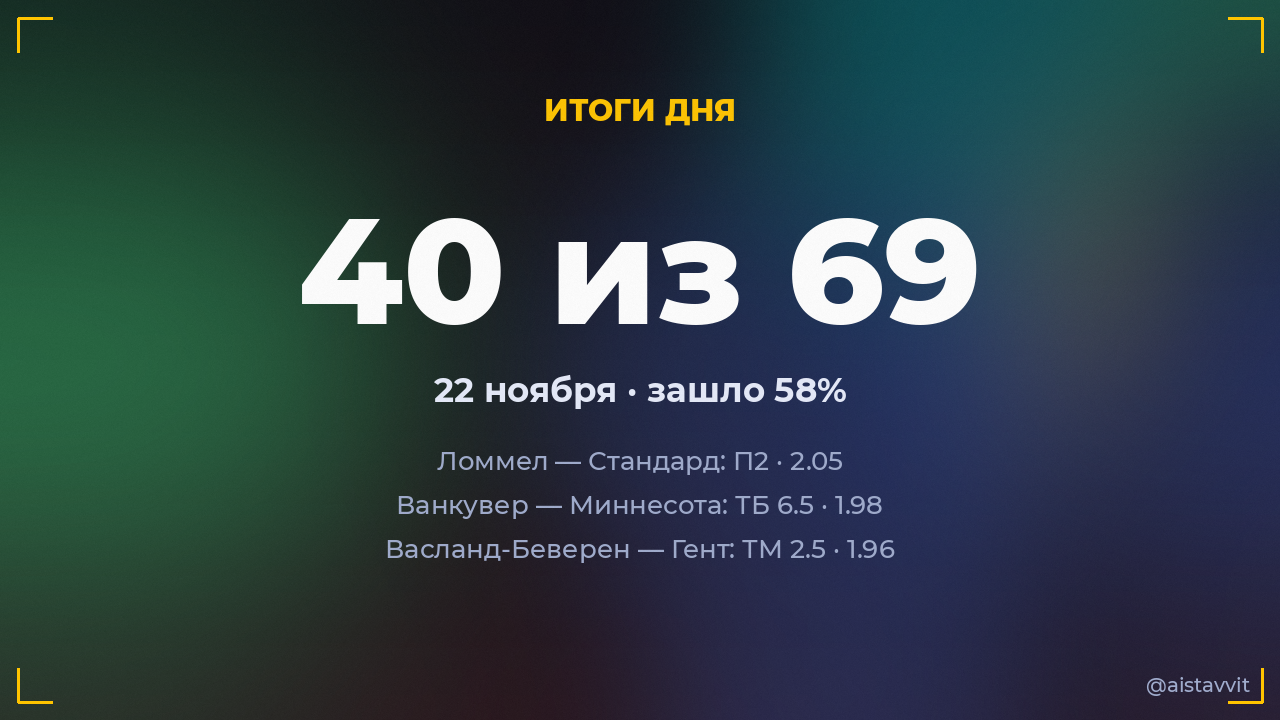 ИТОГИ ДНЯ
40 из 69
22 ноября · зашло 58%
Ломмел — Стандард: П2 · 2.05
Ванкувер — Миннесота: ТБ 6.5 · 1.98
Васланд-Беверен — Гент: ТМ 2.5 · 1.96
@aistavvit